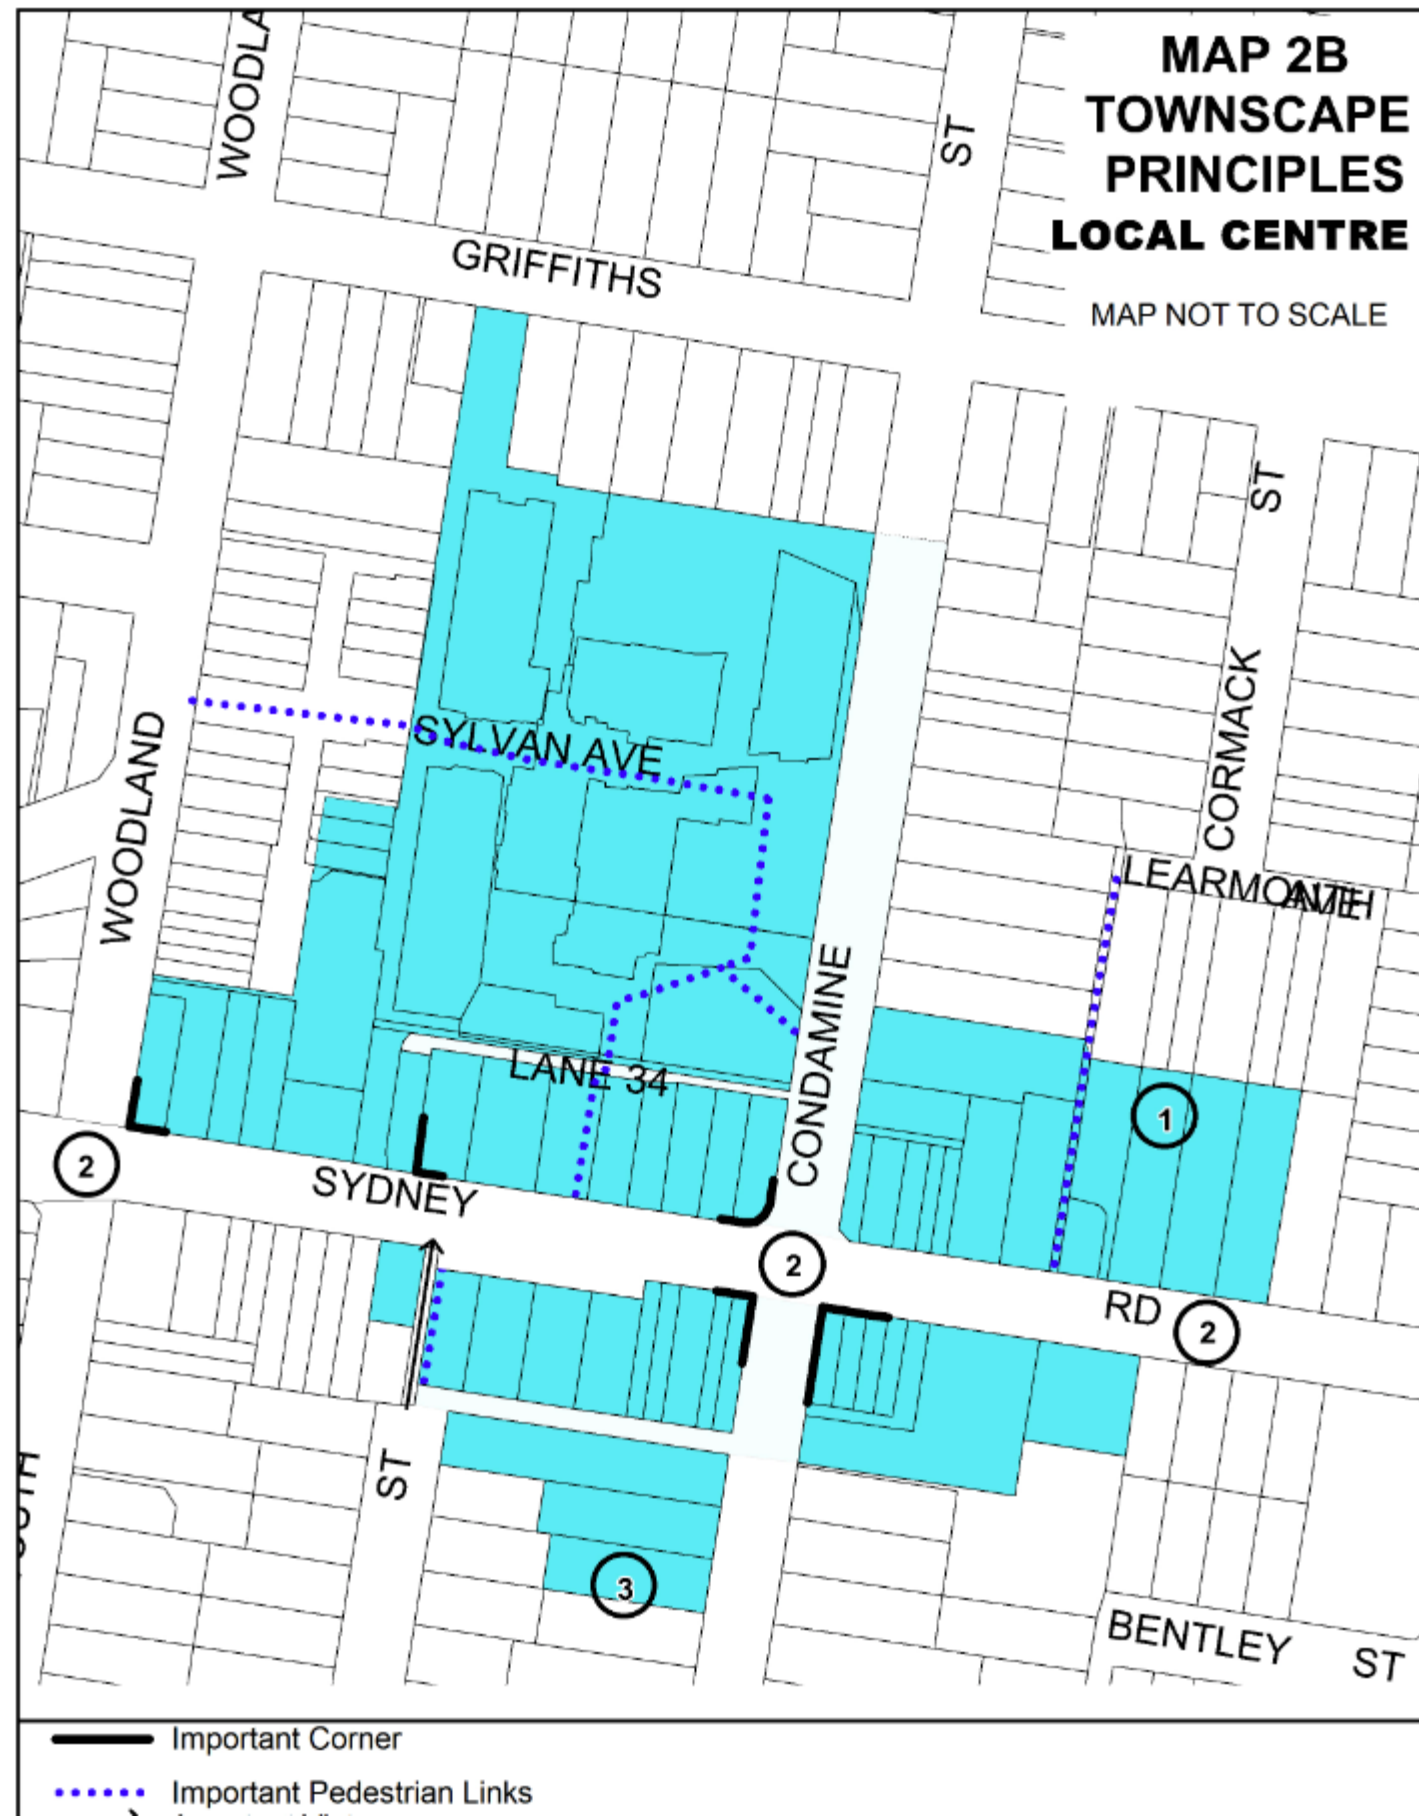 MAP 2B
TOWNSCAPE
PRINCIPLES
LOCAL CENTRE
MAP NOT TO SCALE
WOODLA
ST
GRIFFITHS
ST
SYLVAN AVE
WOODLAND
CORMACK
LEARMONTH
AVE
CONDAMINE
LANE 34
1
2
SYDNEY
2
RD
2
ST
3
BENTLEY
ST
Important Corner
Important Pedestrian Links